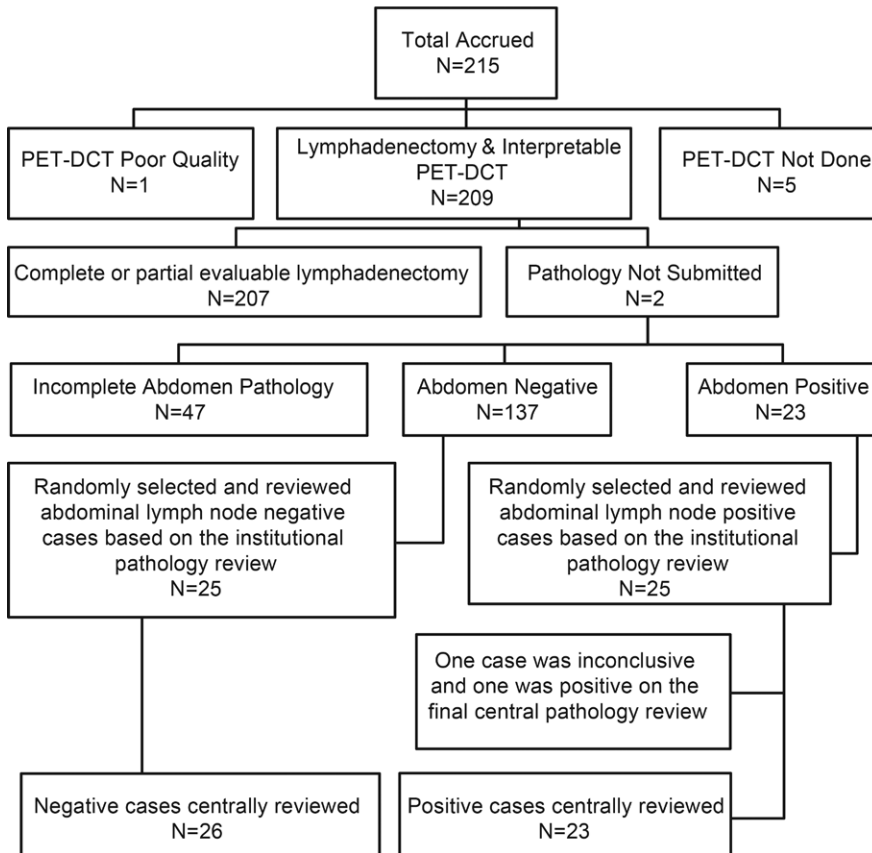 Total Accrued
N=215
PET-DCT Poor Quality
N=1
Lymphadenectomy & Interpretable
PET-DCT
N=209
PET-DCT Not Done
N=5
Complete or partial evaluable lymphadenectomy
N=207
Pathology Not Submitted
N=2
Incomplete Abdomen Pathology
N=47
Abdomen Negative
N=137
Abdomen Positive
N=23
Randomly selected and reviewed
abdominal lymph node negative
cases based on the institutional
pathology review
N=25
Randomly selected and reviewed
abdominal lymph node positive
cases based on the institutional
pathology review
N=25
One case was inconclusive
and one was positive on the
final central pathology review
Negative cases centrally reviewed
N=26
Positive cases centrally reviewed
N=23